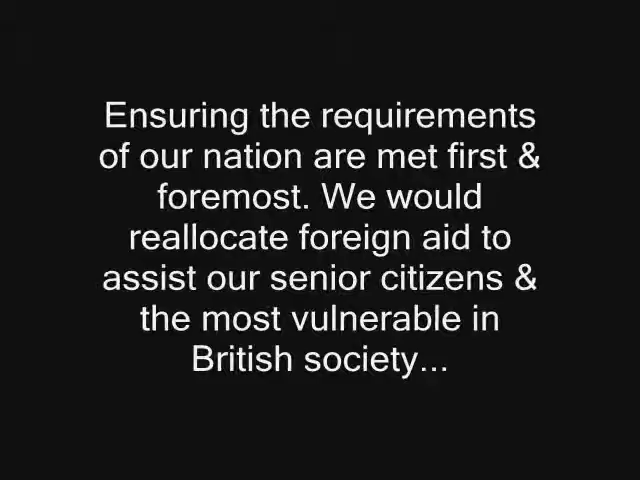 Ensuring the requirements
of our nation are met first &
foremost. We would
reallocate foreign aid to
assist our senior citizens &
the most vulnerable in
British society...